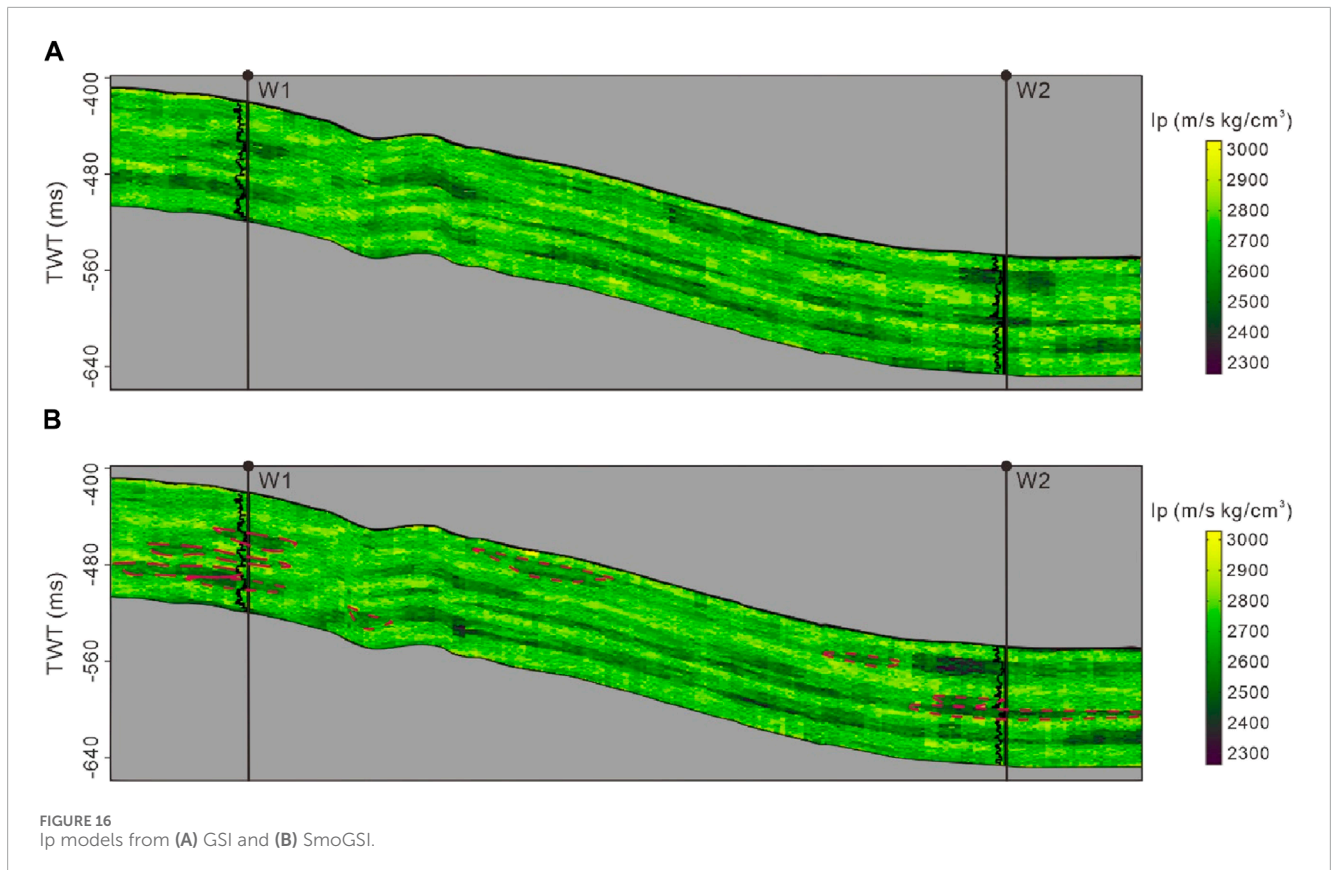 A
W1
W2
-400
-480
-560
-640
TWT (ms)
Ip (m/s kg/cm³)
3000
2900
2800
2700
2600
2500
2400
2300
B
W1
W2
-400
-480
-560
-640
TWT (ms)
Ip (m/s kg/cm³)
3000
2900
2800
2700
2600
2500
2400
2300
FIGURE 16
Ip models from (A) GSI and (B) SmoGSI.